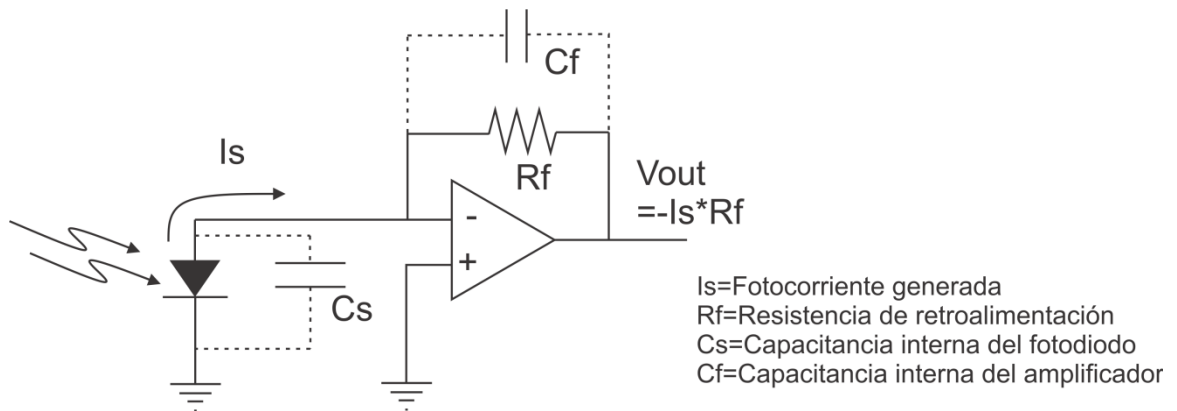 Cf
Is
Rf
Vout
=-Is*Rf
-
+
Cs
Is=Fotocorriente generada
Rf=Resistencia de retroalimentación
Cs=Capacitancia interna del fotodiodo
Cf=Capacitancia interna del amplificador